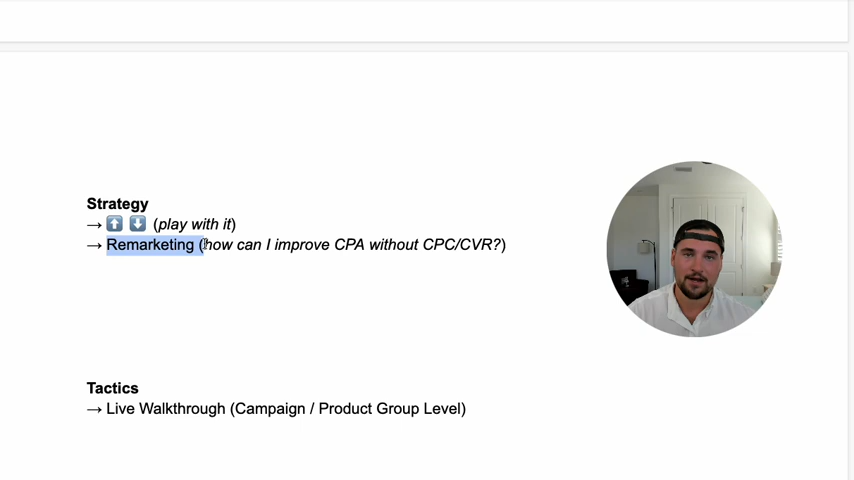 Strategy
→ ⬆️ ⬇️ (play with it)
→ Remarketing (how can I improve CPA without CPC/CVR?)
Tactics
→ Live Walkthrough (Campaign / Product Group Level)